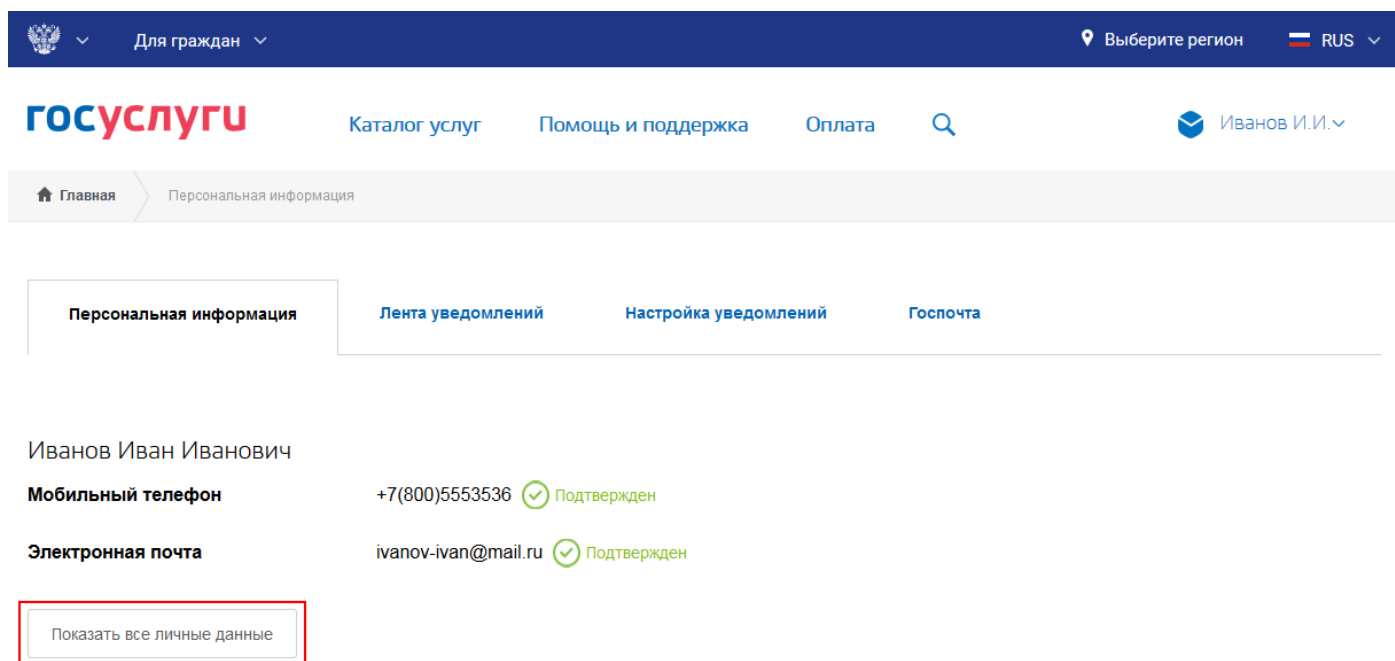 Для граждан Выберите регион RUS
госуслуги Каталог услуг Помощь и поддержка Оплата Иванов И.И.
Главная Персональная информация
Персональная информация Лента уведомлений Настройка уведомлений Госпочта
Иванов Иван Иванович
Мобильный телефон +7(800)5553536 Подтвержден
Электронная почта ivanov-ivan@mail.ru Подтвержден
Показать все личные данные